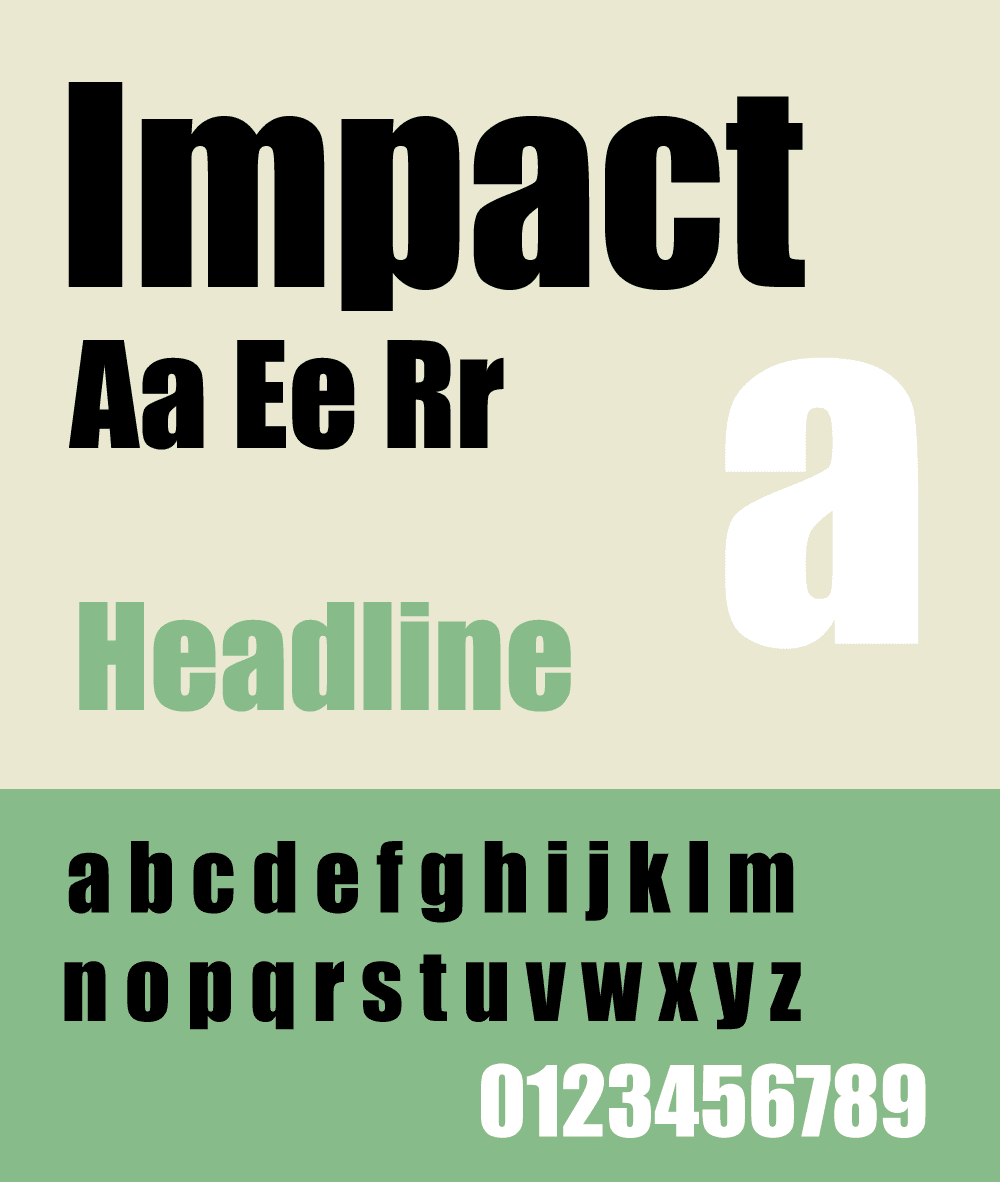 Impact
Aa Ee Rr
a
Headline
a b c d e f g h i j k l m
n o p q r s t u v w x y z
0123456789